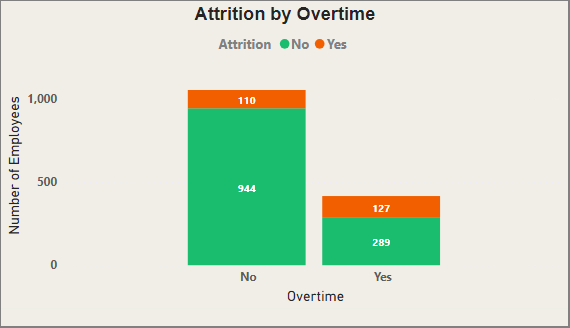 Attrition by Overtime
Attrition No Yes
Number of Employees
1,000
500
0
110
944
127
289
No Yes
Overtime